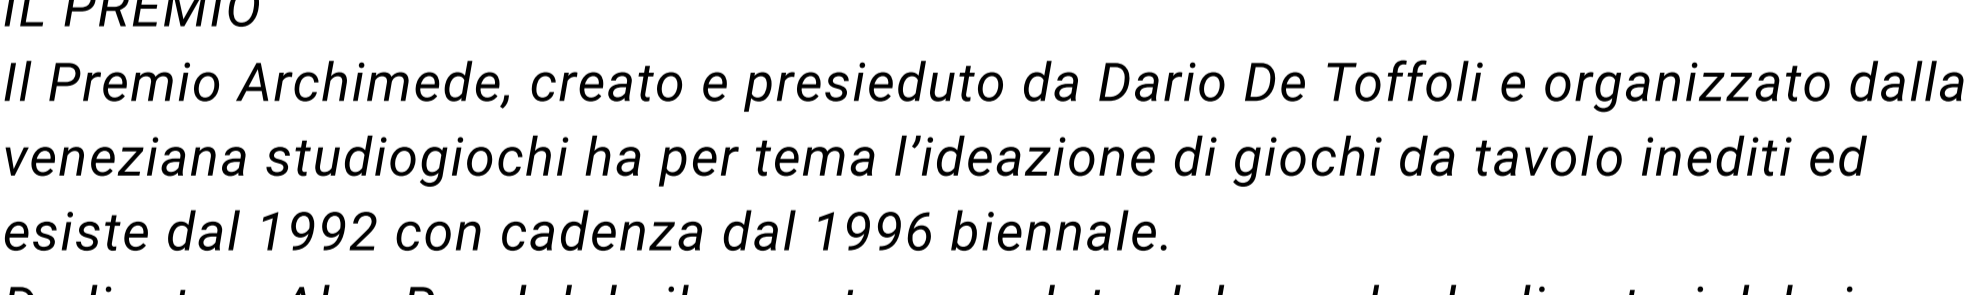 IL PREMIO
Il Premio Archimede, creato e presieduto da Dario De Toffoli e organizzato dalla
veneziana studiogiochi ha per tema l’ideazione di giochi da tavolo inediti ed
esiste dal 1992 con cadenza dal 1996 biennale.